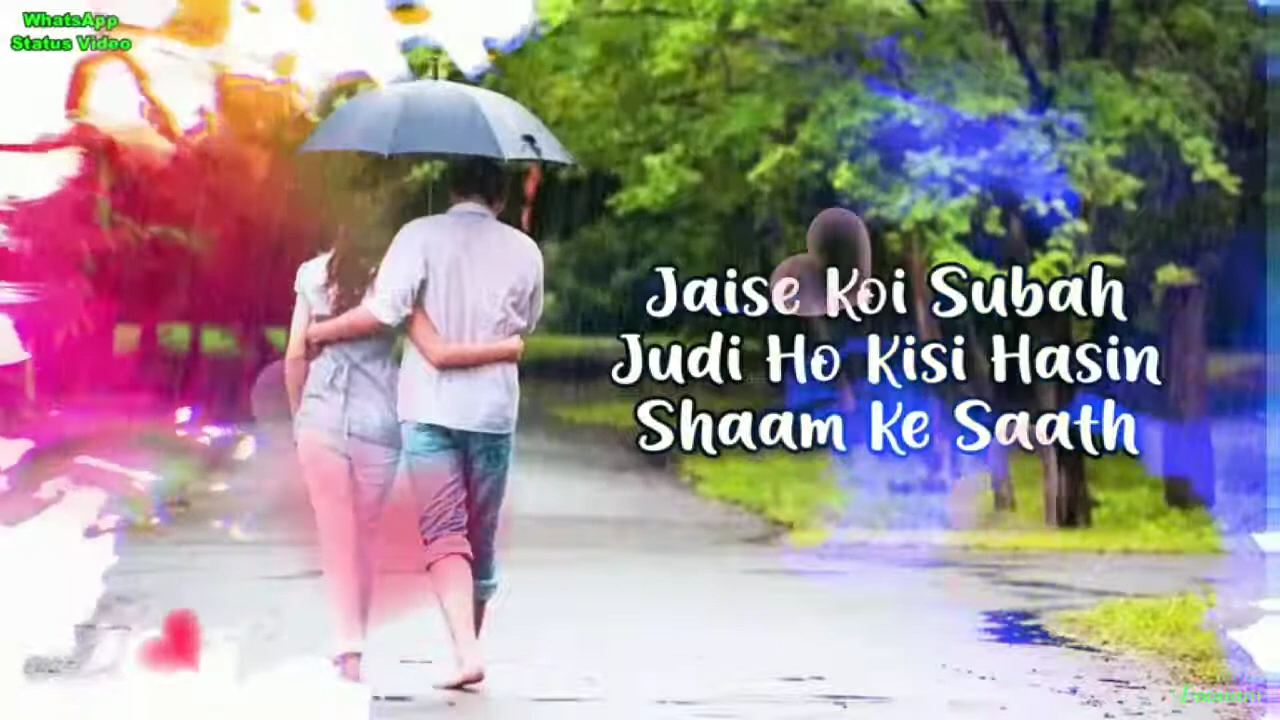 WhatsApp
Status Video
Jaise Koi Subah
Judi Ho Kisi Hasin
Shaam Ke Saath